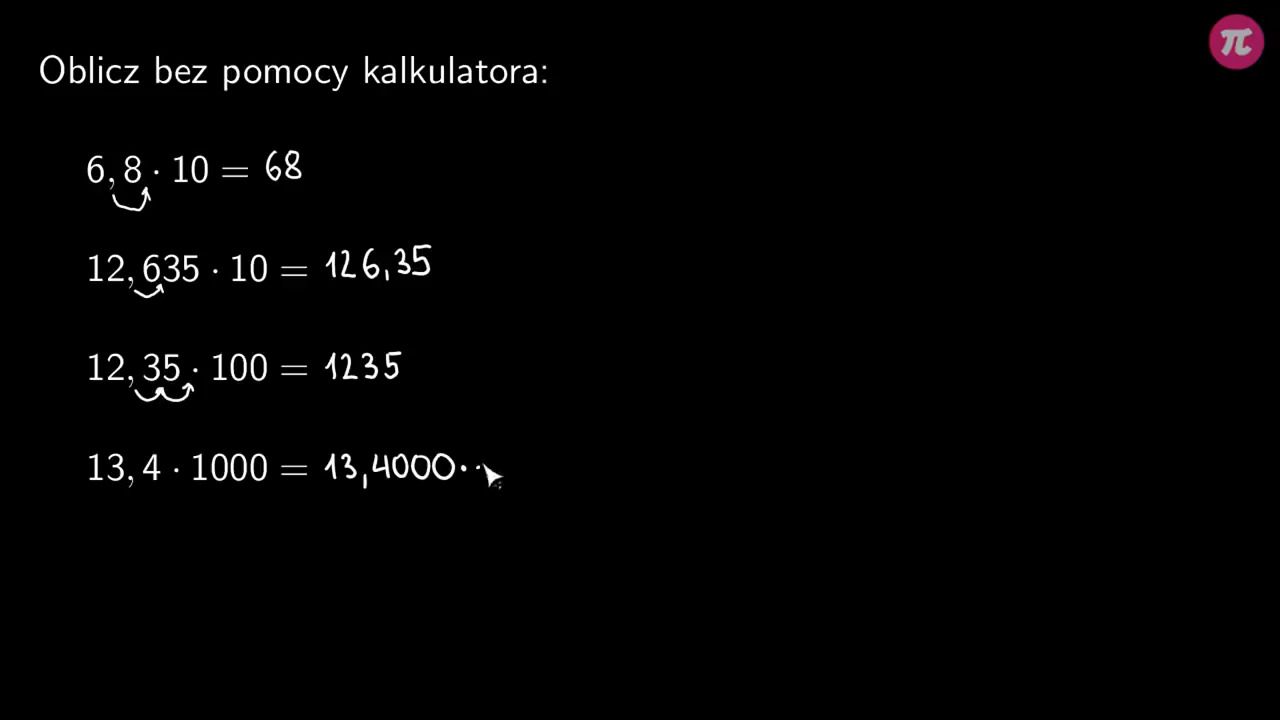 π
Oblicz bez pomocy kalkulatora:
6,8 · 10 = 68
12,635 · 10 = 126,35
12,35 · 100 = 1235
13,4 · 1000 = 13,4000··